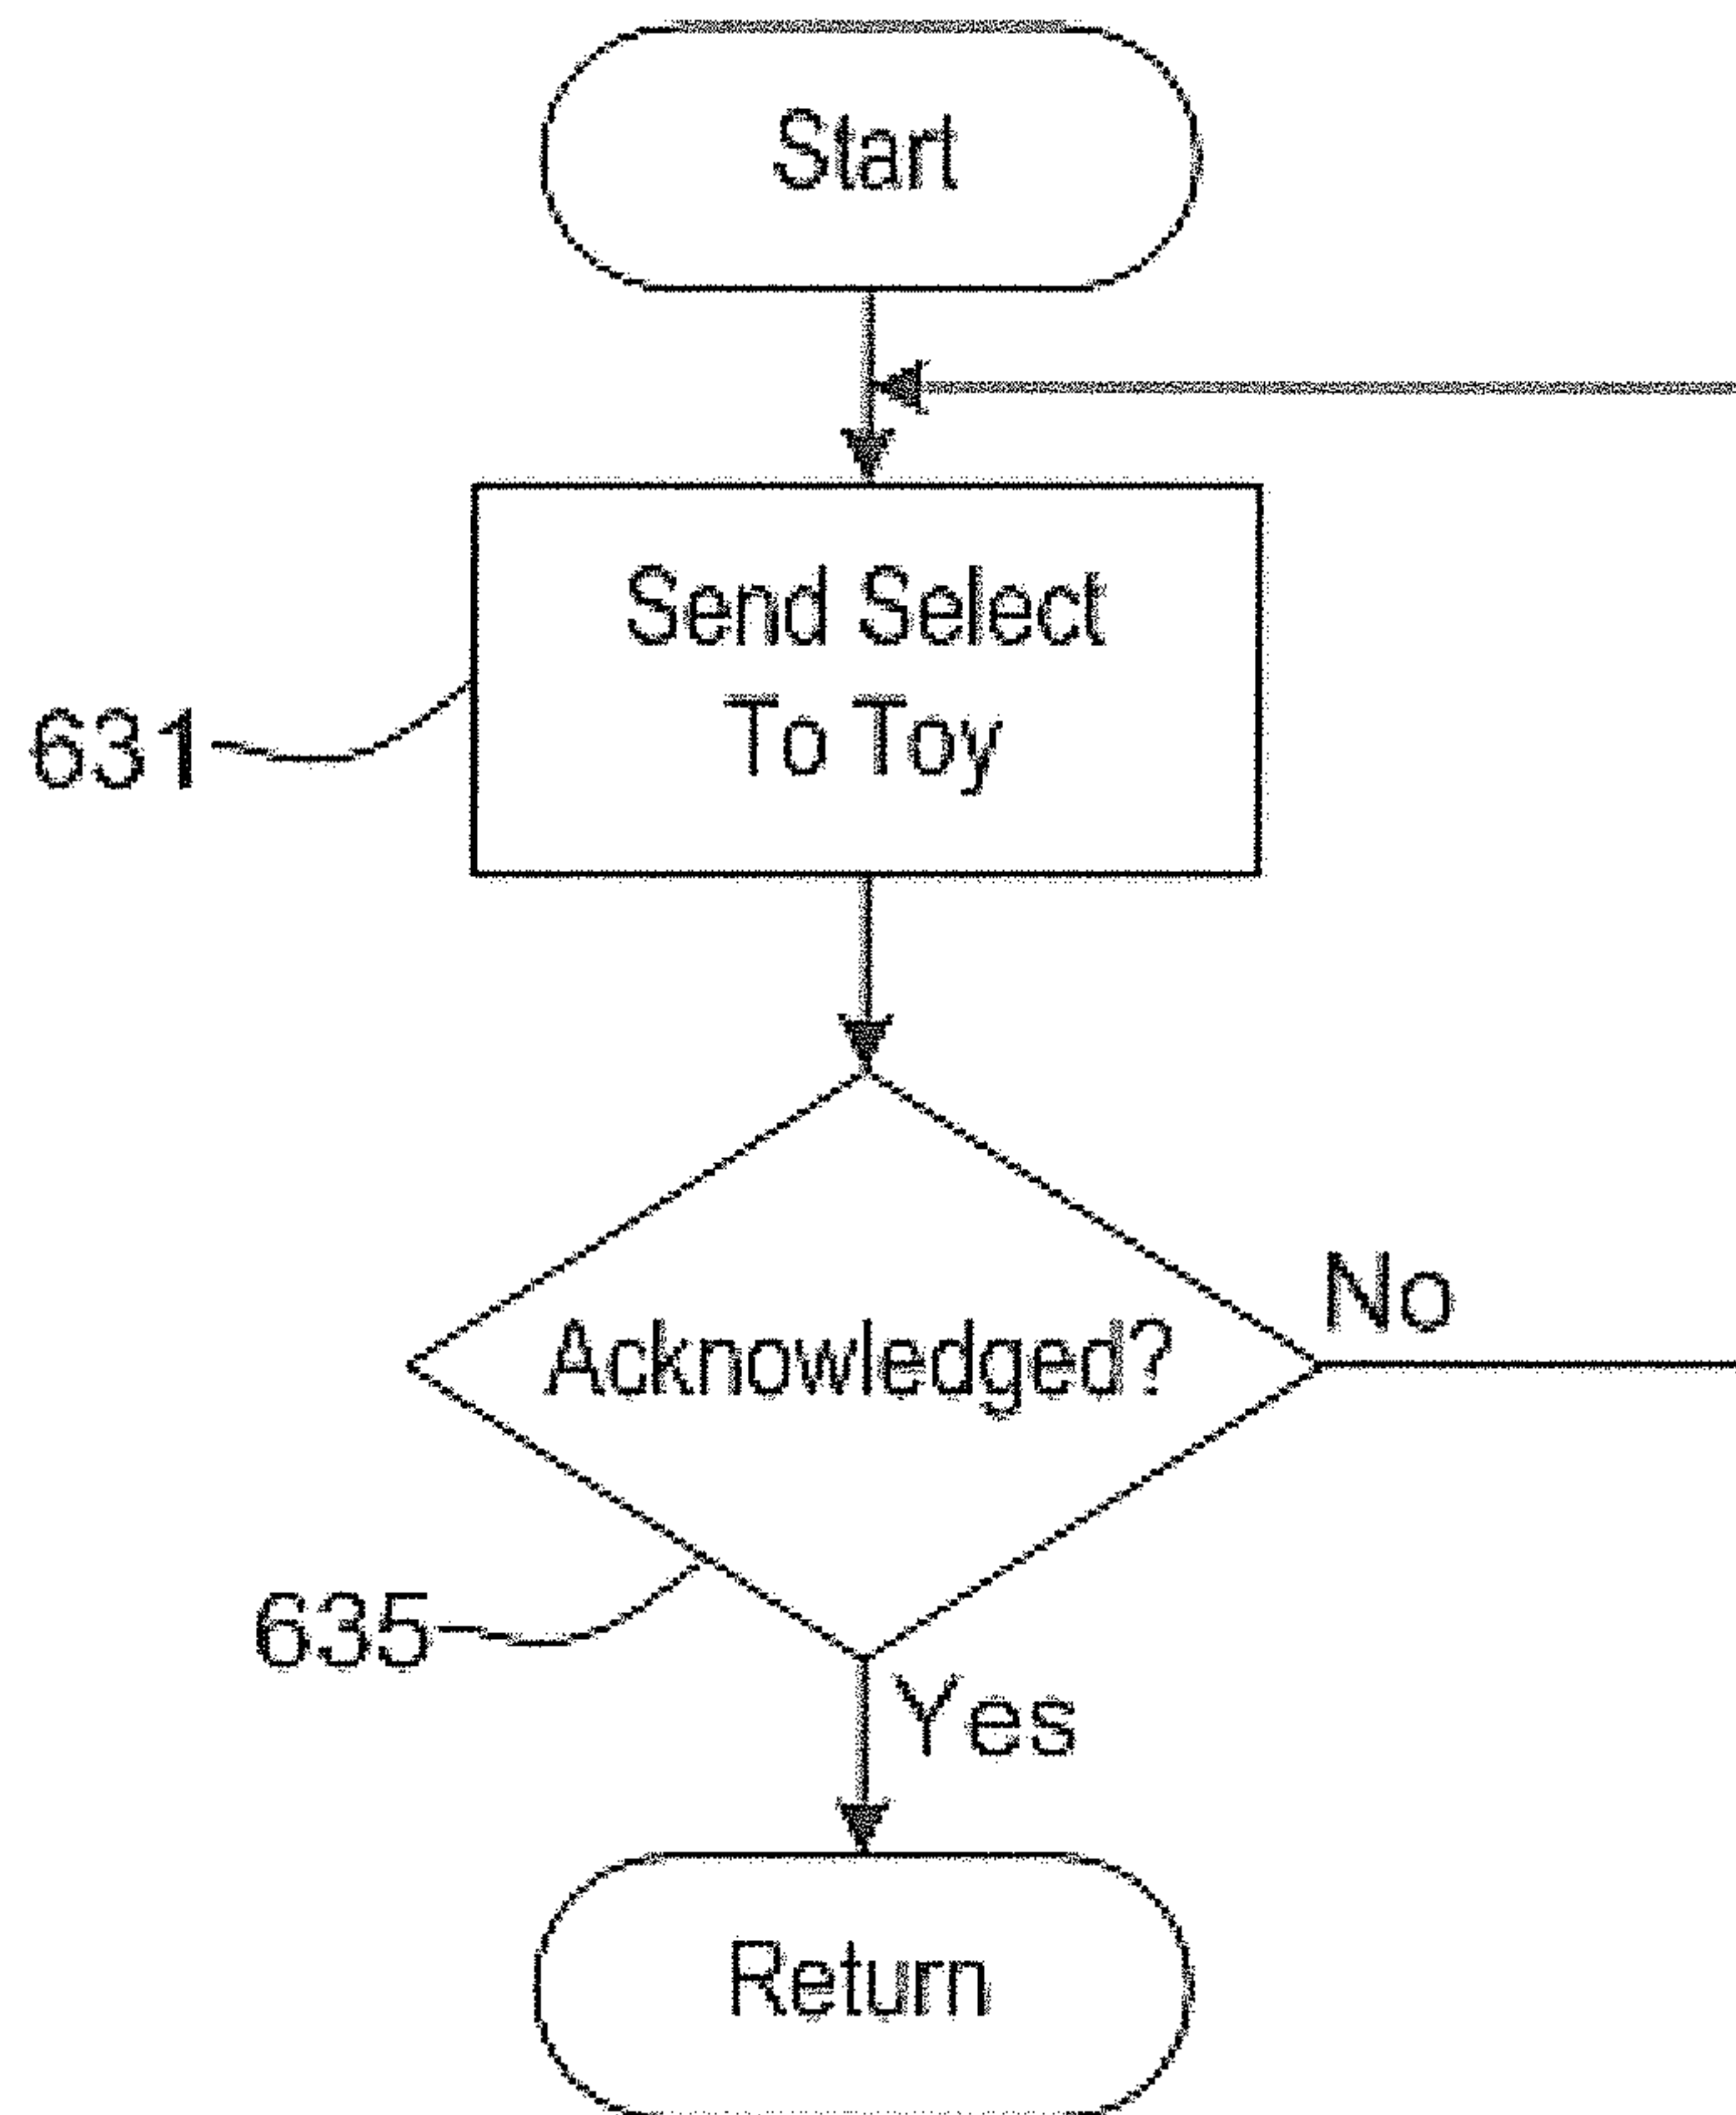 Start
Send Select
To Toy
631
Acknowledged?
No
635
Yes
Return